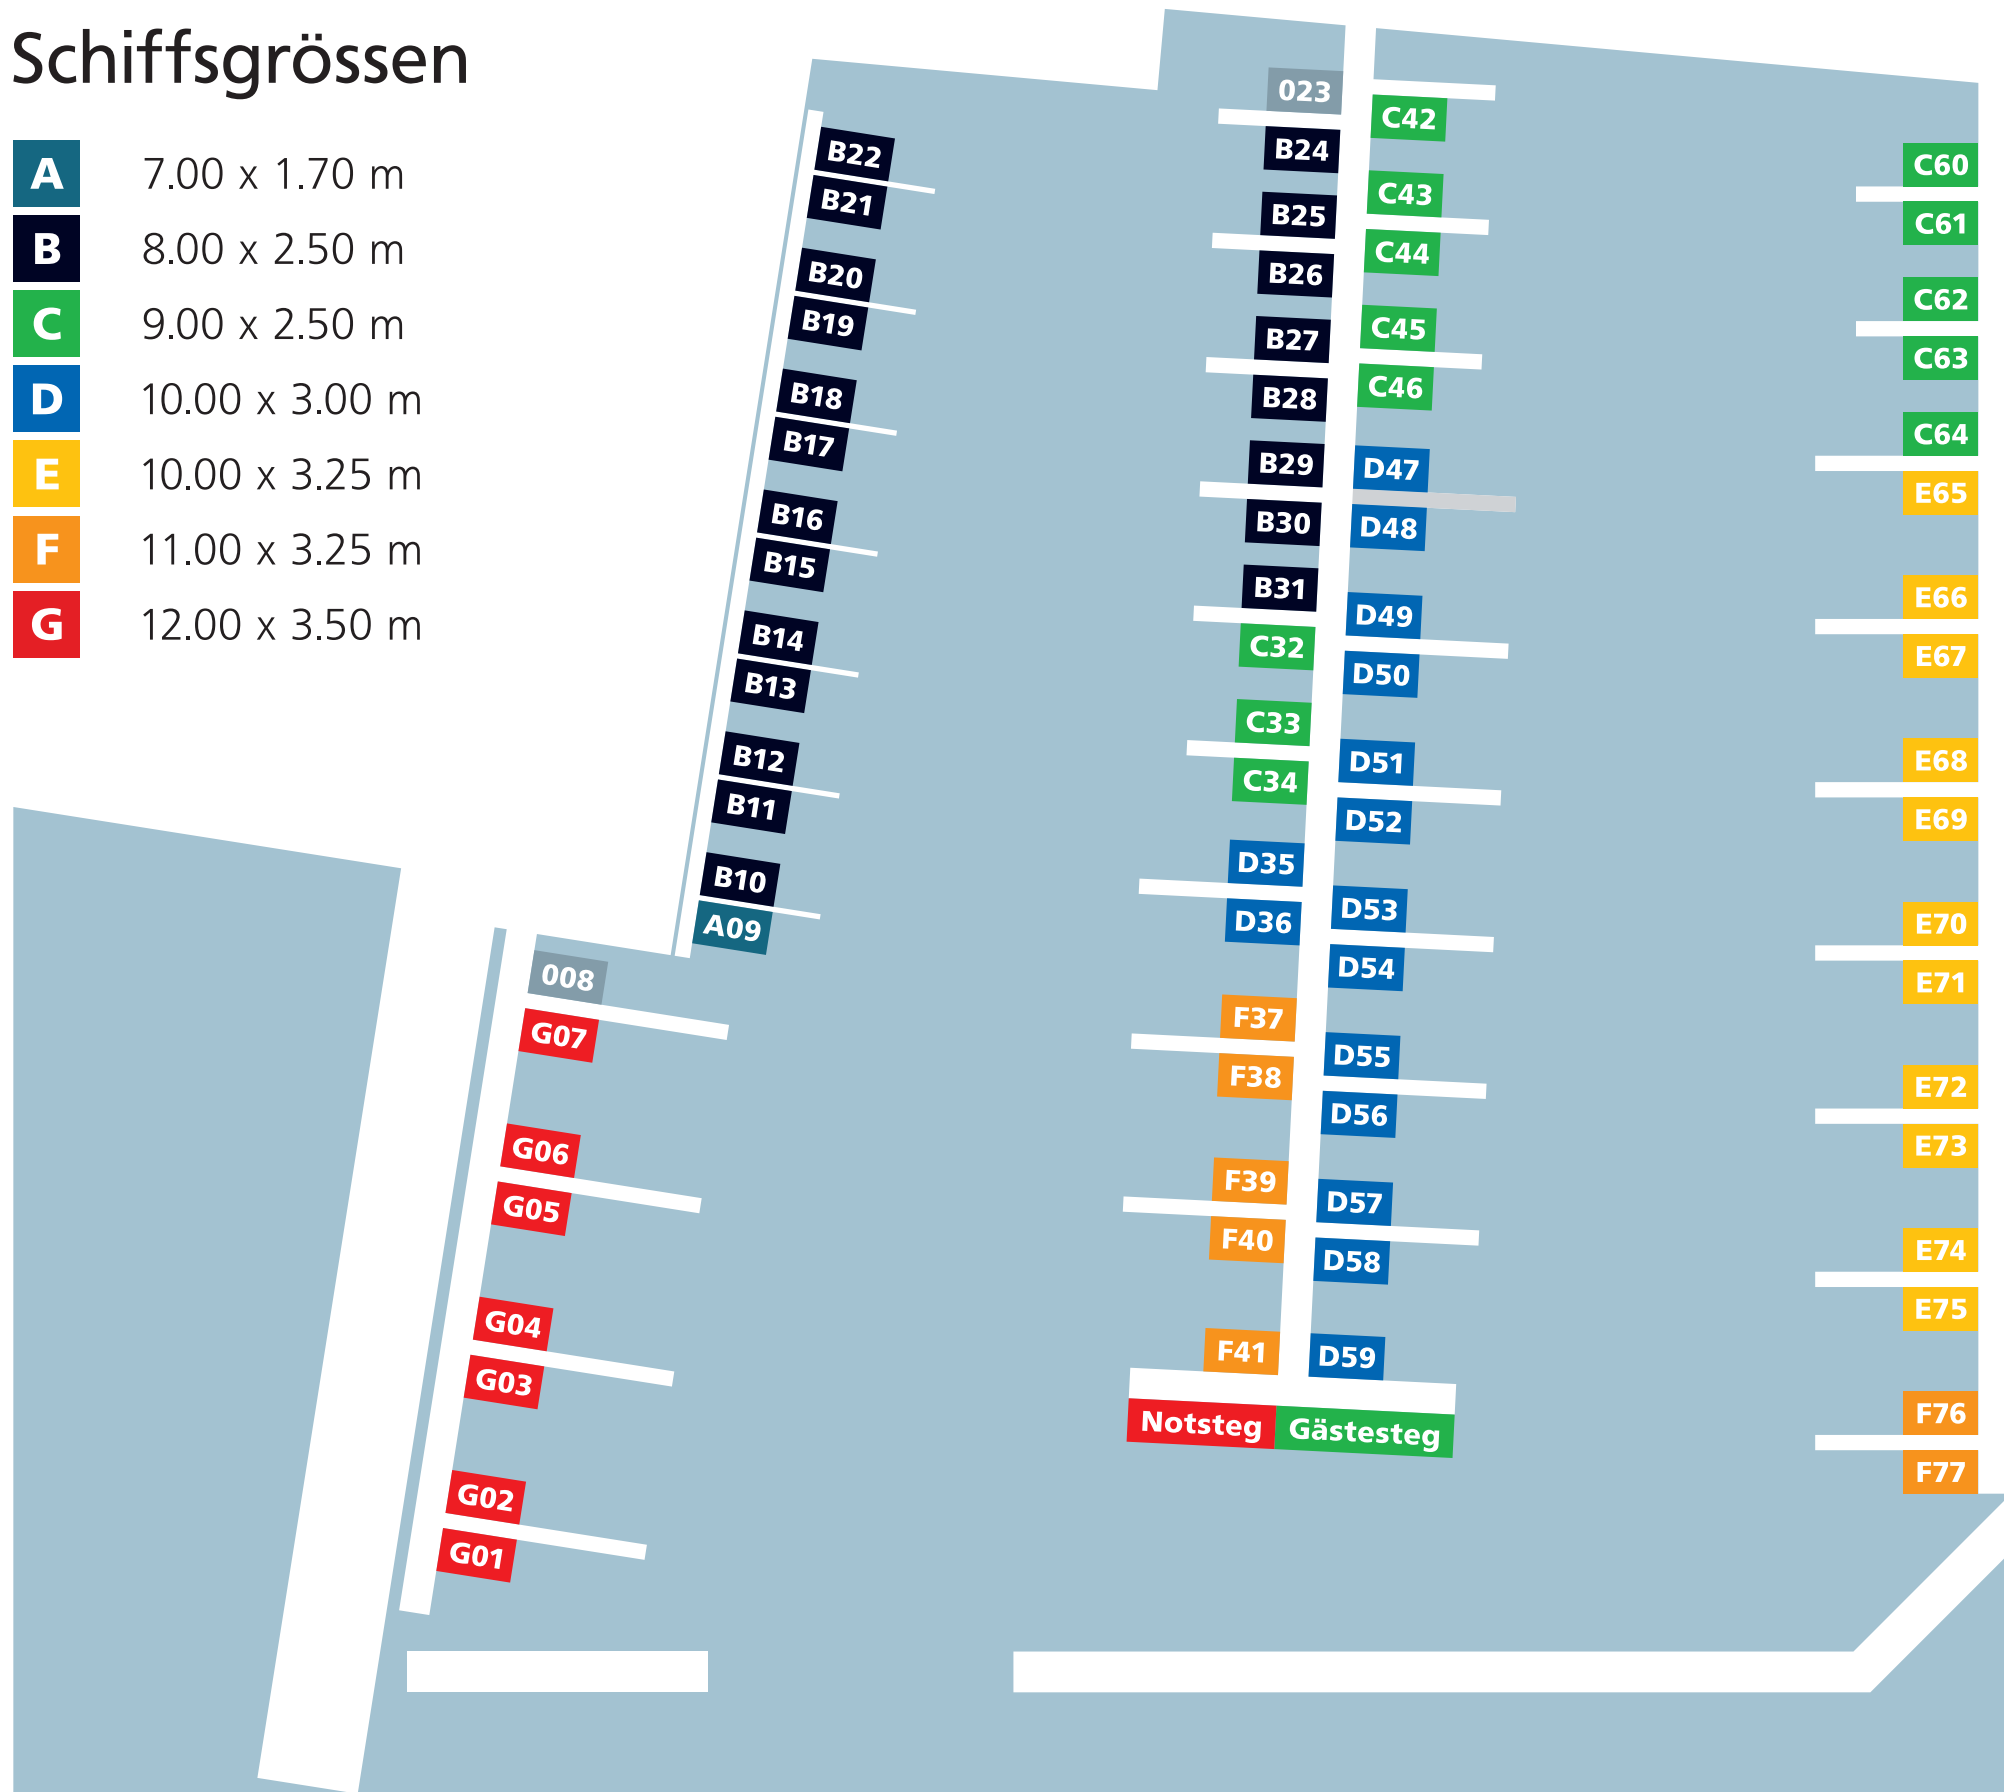 Schiffsgrössen
A 7.00 x 1.70 m
B 8.00 x 2.50 m
C 9.00 x 2.50 m
D 10.00 x 3.00 m
E 10.00 x 3.25 m
F 11.00 x 3.25 m
G 12.00 x 3.50 m
B22
B21
B20
B19
B18
B17
B16
B15
B14
B13
B12
B11
B10
A09
008
G07
G06
G05
G04
G03
G02
G01
023
B24
B25
B26
B27
B28
B29
B30
B31
C32
C33
C34
D35
D36
F37
F38
F39
F40
F41
C42
C43
C44
C45
C46
D47
D48
D49
D50
D51
D52
D53
D54
D55
D56
D57
D58
D59
Notsteg Gästesteg
C60
C61
C62
C63
C64
E65
E66
E67
E68
E69
E70
E71
E72
E73
E74
E75
F76
F77